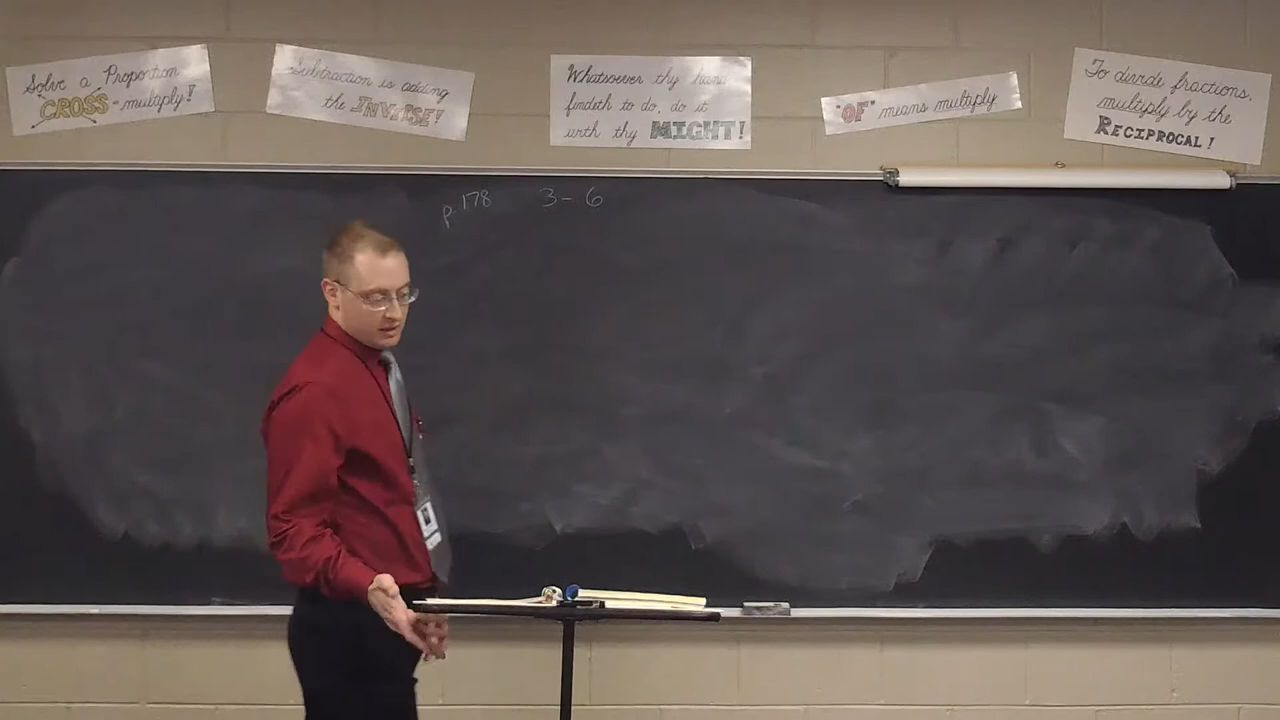 Solve a Proportion
CROSS-multiply!
Subtraction is adding
the INVERSE!
Whatsoever thy hand
findeth to do, do it
with thy MIGHT!
"OF" means multiply
To divide fractions,
multiply by the
RECIPROCAL!
p. 178 3-6